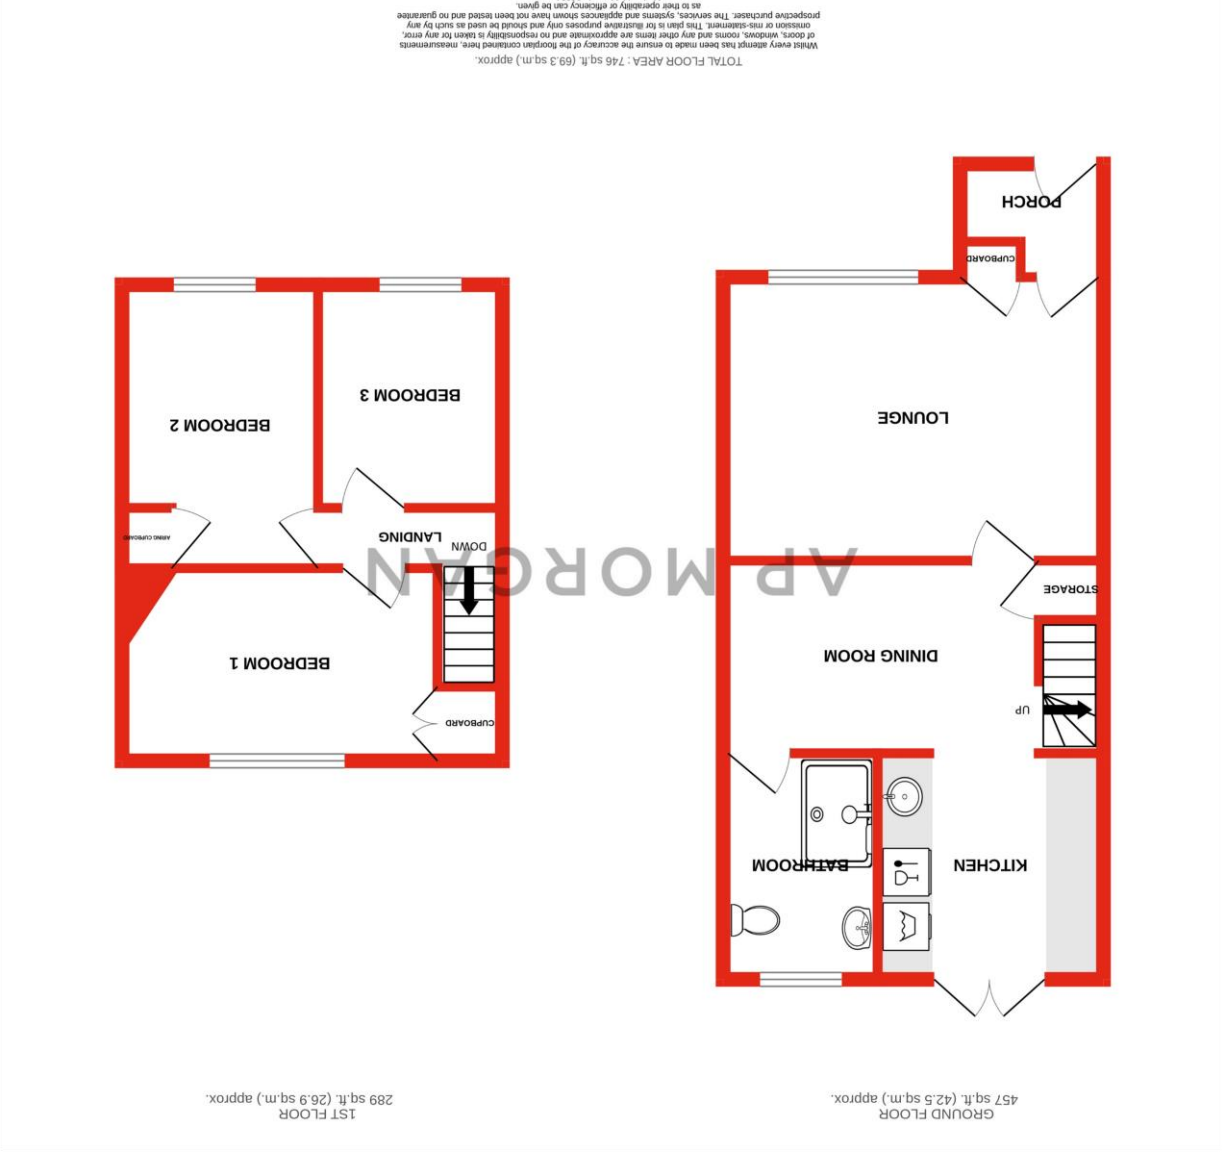 GROUND FLOOR
457 sq.ft. (42.5 sq.m.) approx.
1ST FLOOR
289 sq.ft. (26.9 sq.m.) approx.
KITCHEN
BATHROOM
UP
DINING ROOM
STORAGE
LOUNGE
CUPBOARD
PORCH
CUPBOARD
BEDROOM 1
DOWN
LANDING
AIRING CUPBOARD
BEDROOM 2
BEDROOM 3
AP MORGAN
TOTAL FLOOR AREA : 746 sq.ft. (69.3 sq.m.) approx.
Whilst every attempt has been made to ensure the accuracy of the floorplan contained here, measurements
of doors, windows, rooms and any other items are approximate and no responsibility is taken for any error,
omission or mis-statement. This plan is for illustrative purposes only and should be used as such by any
prospective purchaser. The services, systems and appliances shown have not been tested and no guarantee
as to their operability or efficiency can be given.